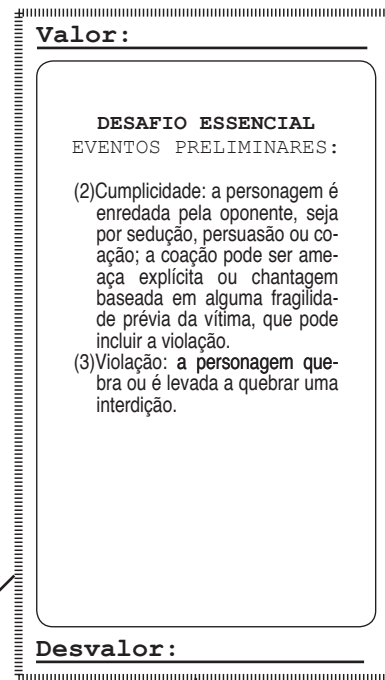 Valor:
DESAFIO ESSENCIAL
EVENTOS PRELIMINARES:
(2)Cumplicidade: a personagem é
enredada pela oponente, seja
por sedução, persuasão ou co-
ação; a coação pode ser ame-
aça explícita ou chantagem
baseada em alguma fragilida-
de prévia da vítima, que pode
incluir a violação.
(3)Violação: a personagem que-
bra ou é levada a quebrar uma
interdição.
Desvalor: